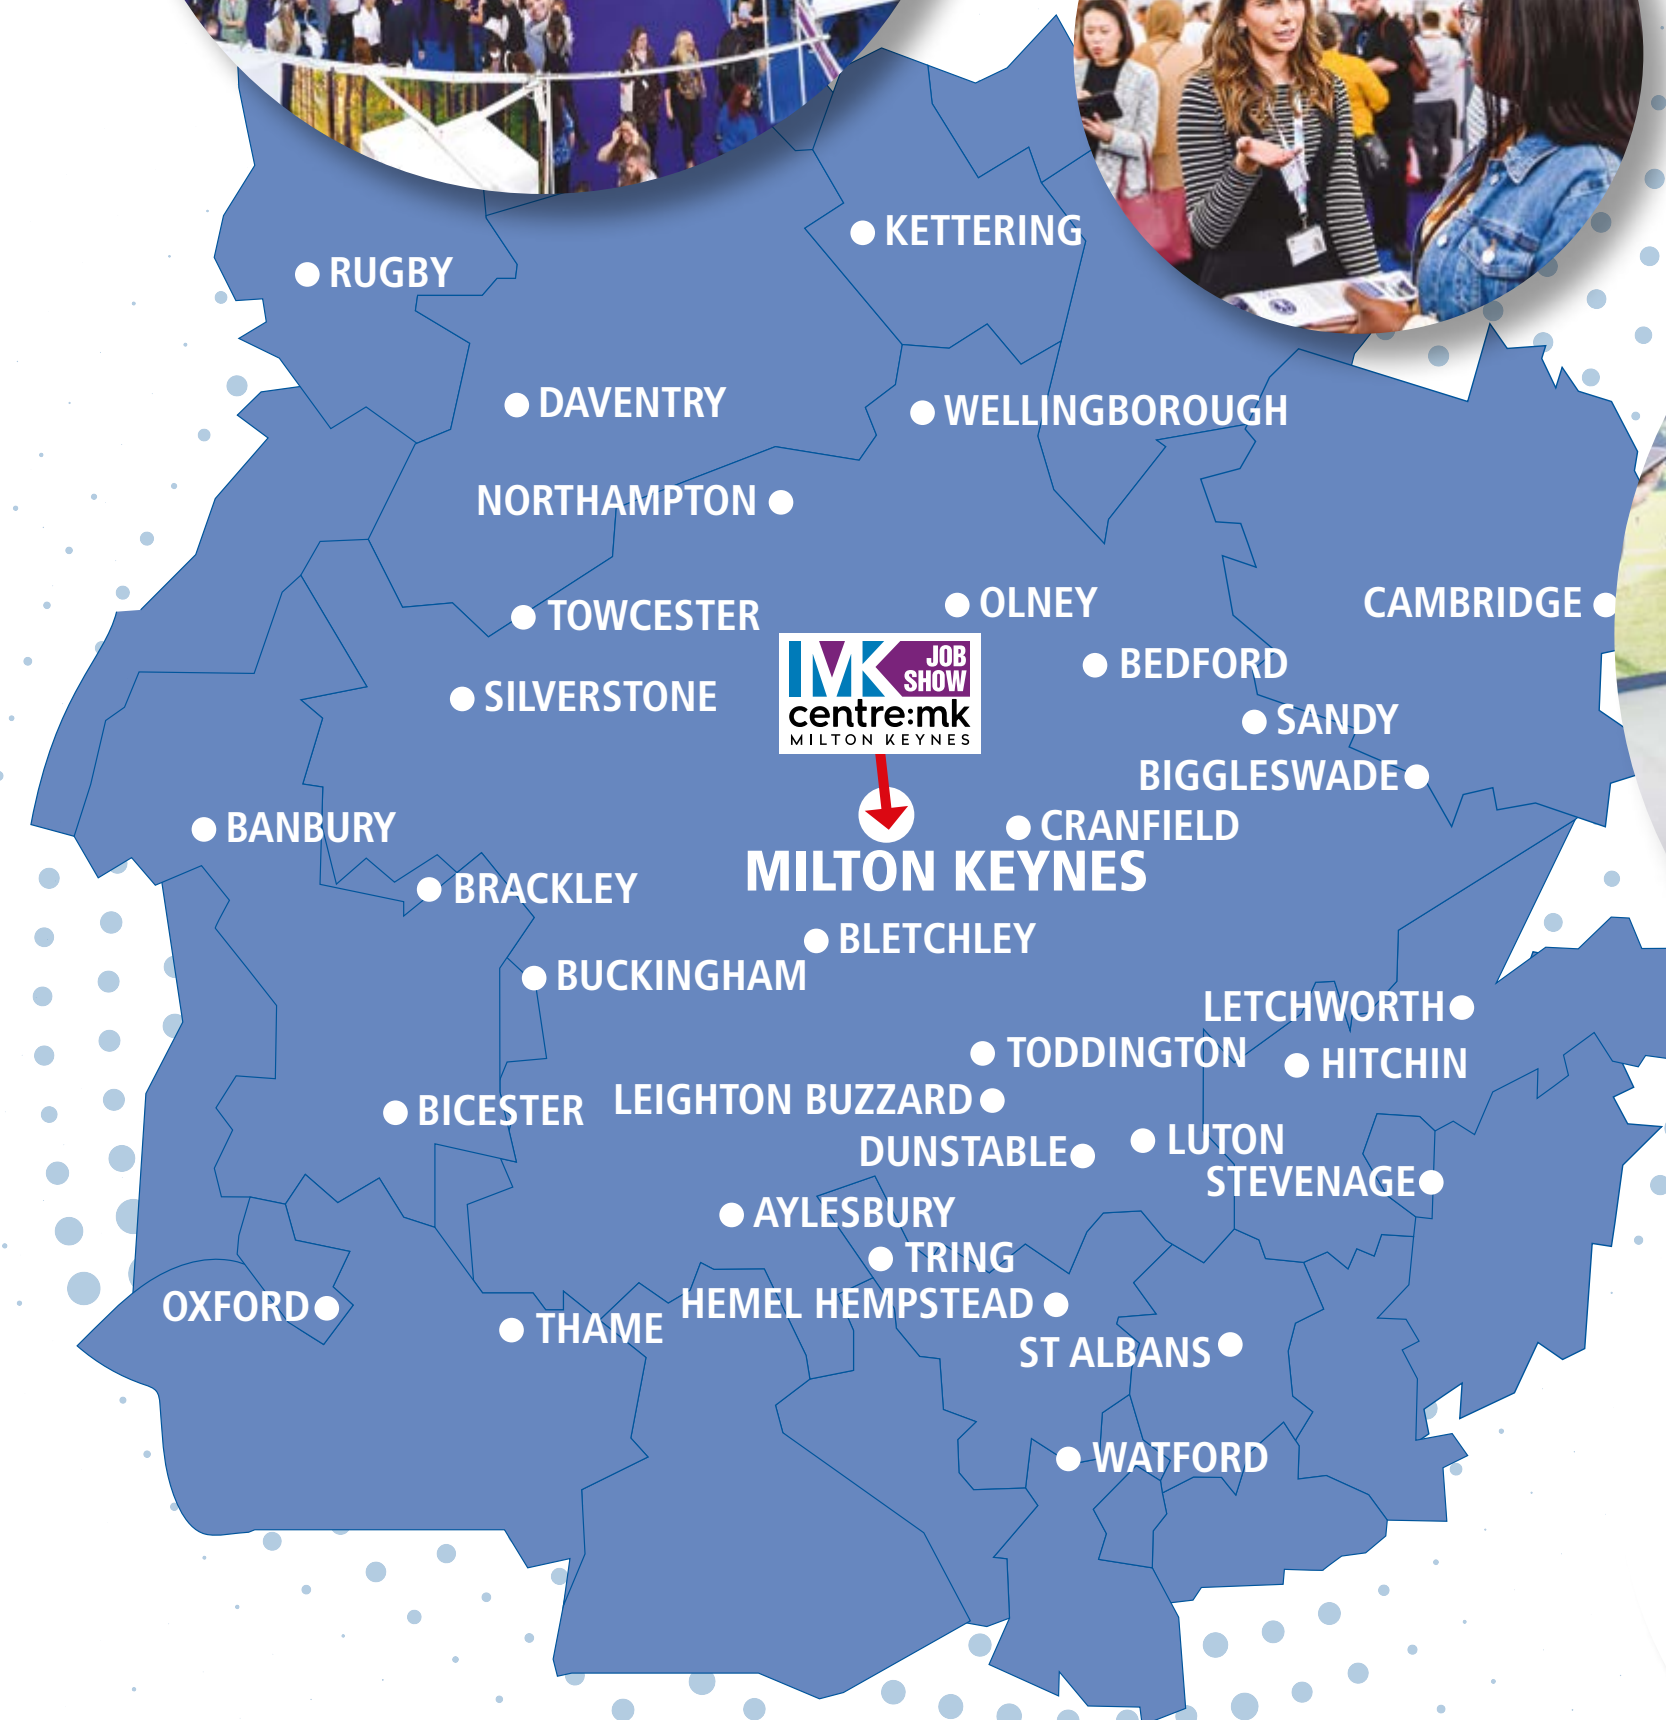 KETTERING
RUGBY
DAVENTRY
WELLINGBOROUGH
NORTHAMPTON
OLNEY
CAMBRIDGE
TOWCESTER
MK JOB
SHOW
centre:mk
MILTON KEYNES
BEDFORD
SILVERSTONE
SANDY
BIGGLESWADE
BANBURY
CRANFIELD
MILTON KEYNES
BRACKLEY
BLETCHLEY
BUCKINGHAM
LETCHWORTH
TODDINGTON
HITCHIN
LEIGHTON BUZZARD
BICESTER
LUTON
DUNSTABLE
STEVENAGE
AYLESBURY
TRING
HEMEL HEMPSTEAD
OXFORD
THAME
ST ALBANS
WATFORD